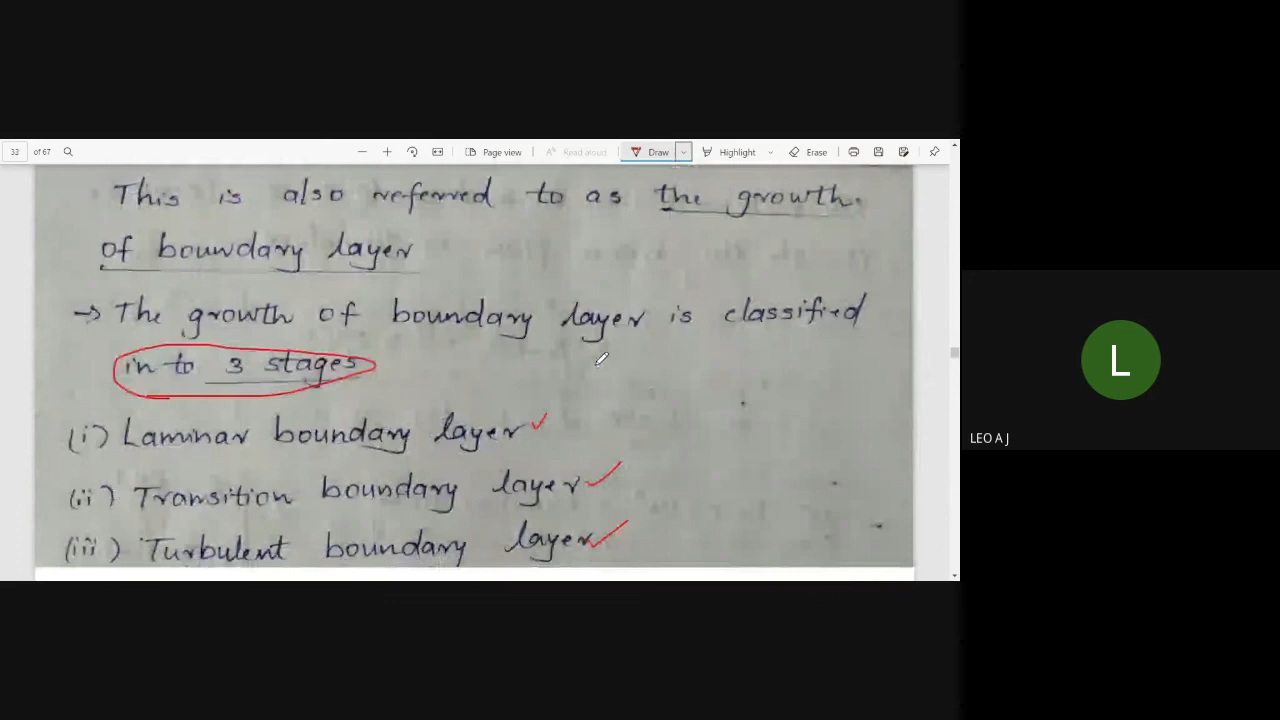 32 of 67 Page view Read aloud Draw Highlight Erase
This is also referred to as the growth.
of boundary layer
→ The growth of boundary layer is classified
in to 3 stages
(i) Laminar boundary layer ✓
(ii) Transition boundary layer ✓
(iii) Turbulent boundary layer ✓
L
LEO A J